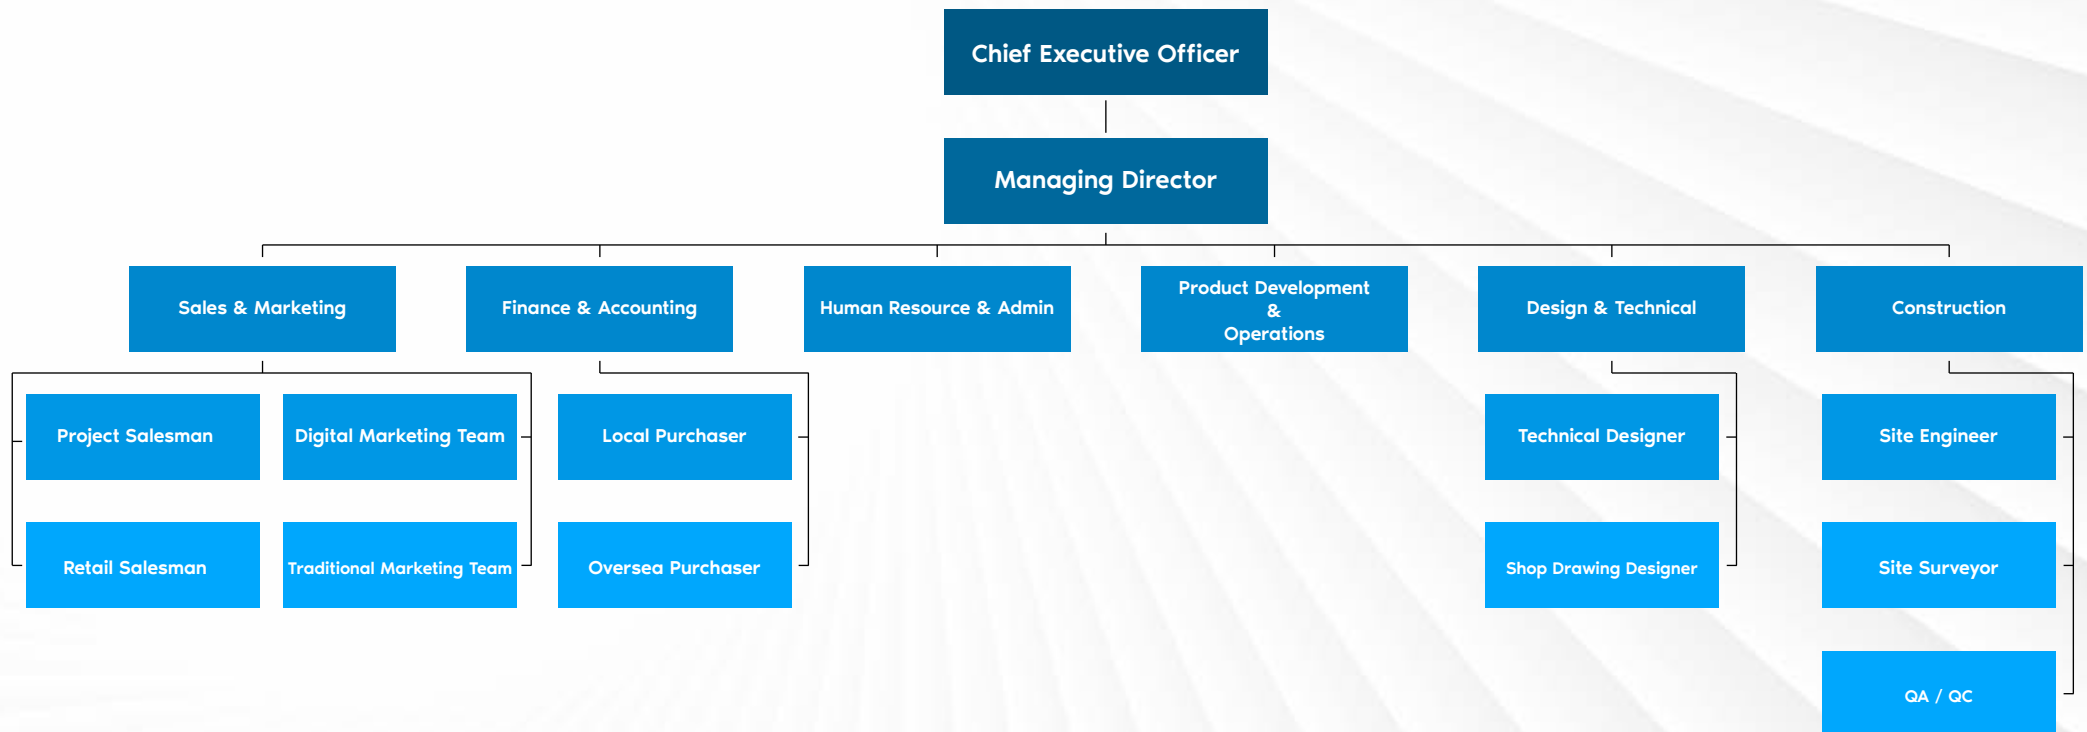 Chief Executive Officer
Managing Director
Sales & Marketing
Finance & Accounting
Human Resource & Admin
Product Development
&
Operations
Design & Technical
Construction
Project Salesman
Digital Marketing Team
Local Purchaser
Technical Designer
Site Engineer
Retail Salesman
Traditional Marketing Team
Oversea Purchaser
Shop Drawing Designer
Site Surveyor
QA / QC